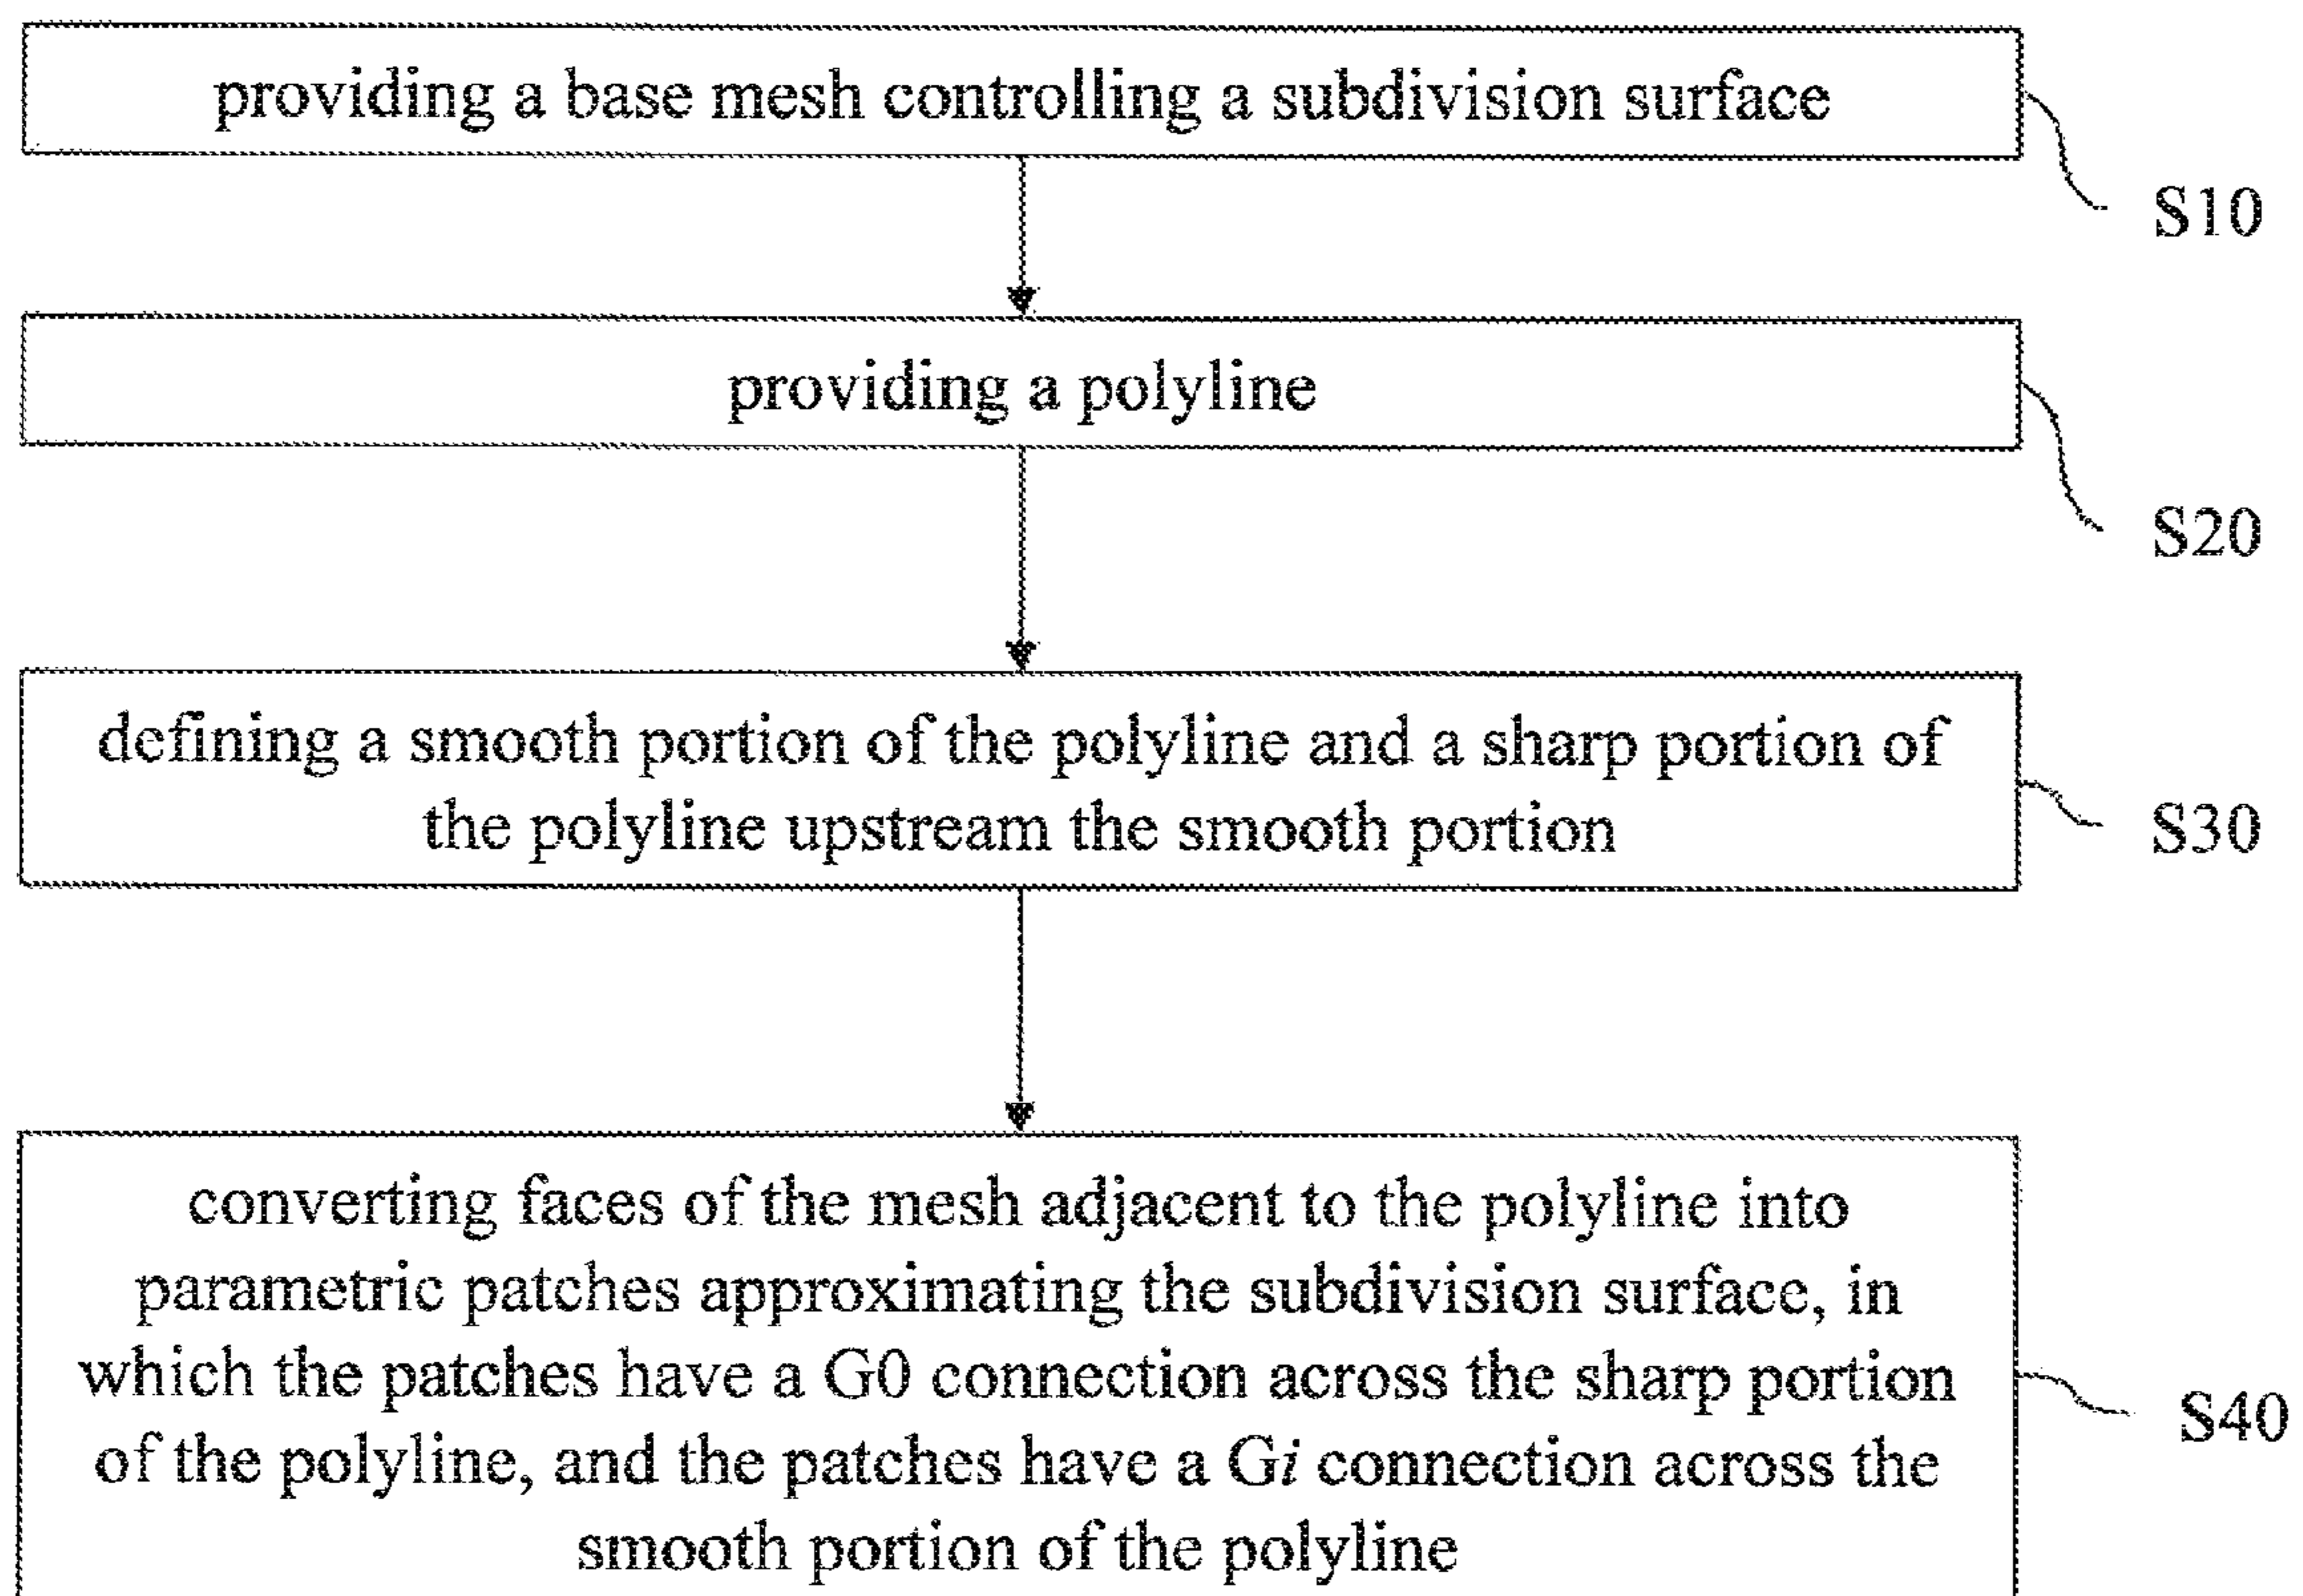 providing a base mesh controlling a subdivision surface
S10
providing a polyline
S20
defining a smooth portion of the polyline and a sharp portion of
the polyline upstream the smooth portion
S30
converting faces of the mesh adjacent to the polyline into
parametric patches approximating the subdivision surface, in
which the patches have a G0 connection across the sharp portion
of the polyline, and the patches have a Gi connection across the
smooth portion of the polyline
S40